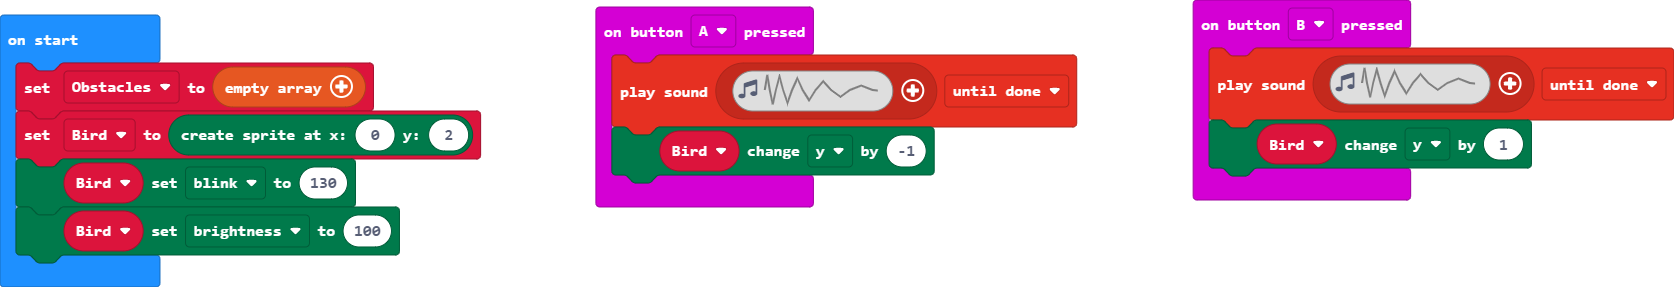 on start
set Obstacles to empty array
set Bird to create sprite at x: 0 y: 2
Bird set blink to 130
Bird set brightness to 100
on button A pressed
play sound until done
Bird change y by -1
on button B pressed
play sound until done
Bird change y by 1